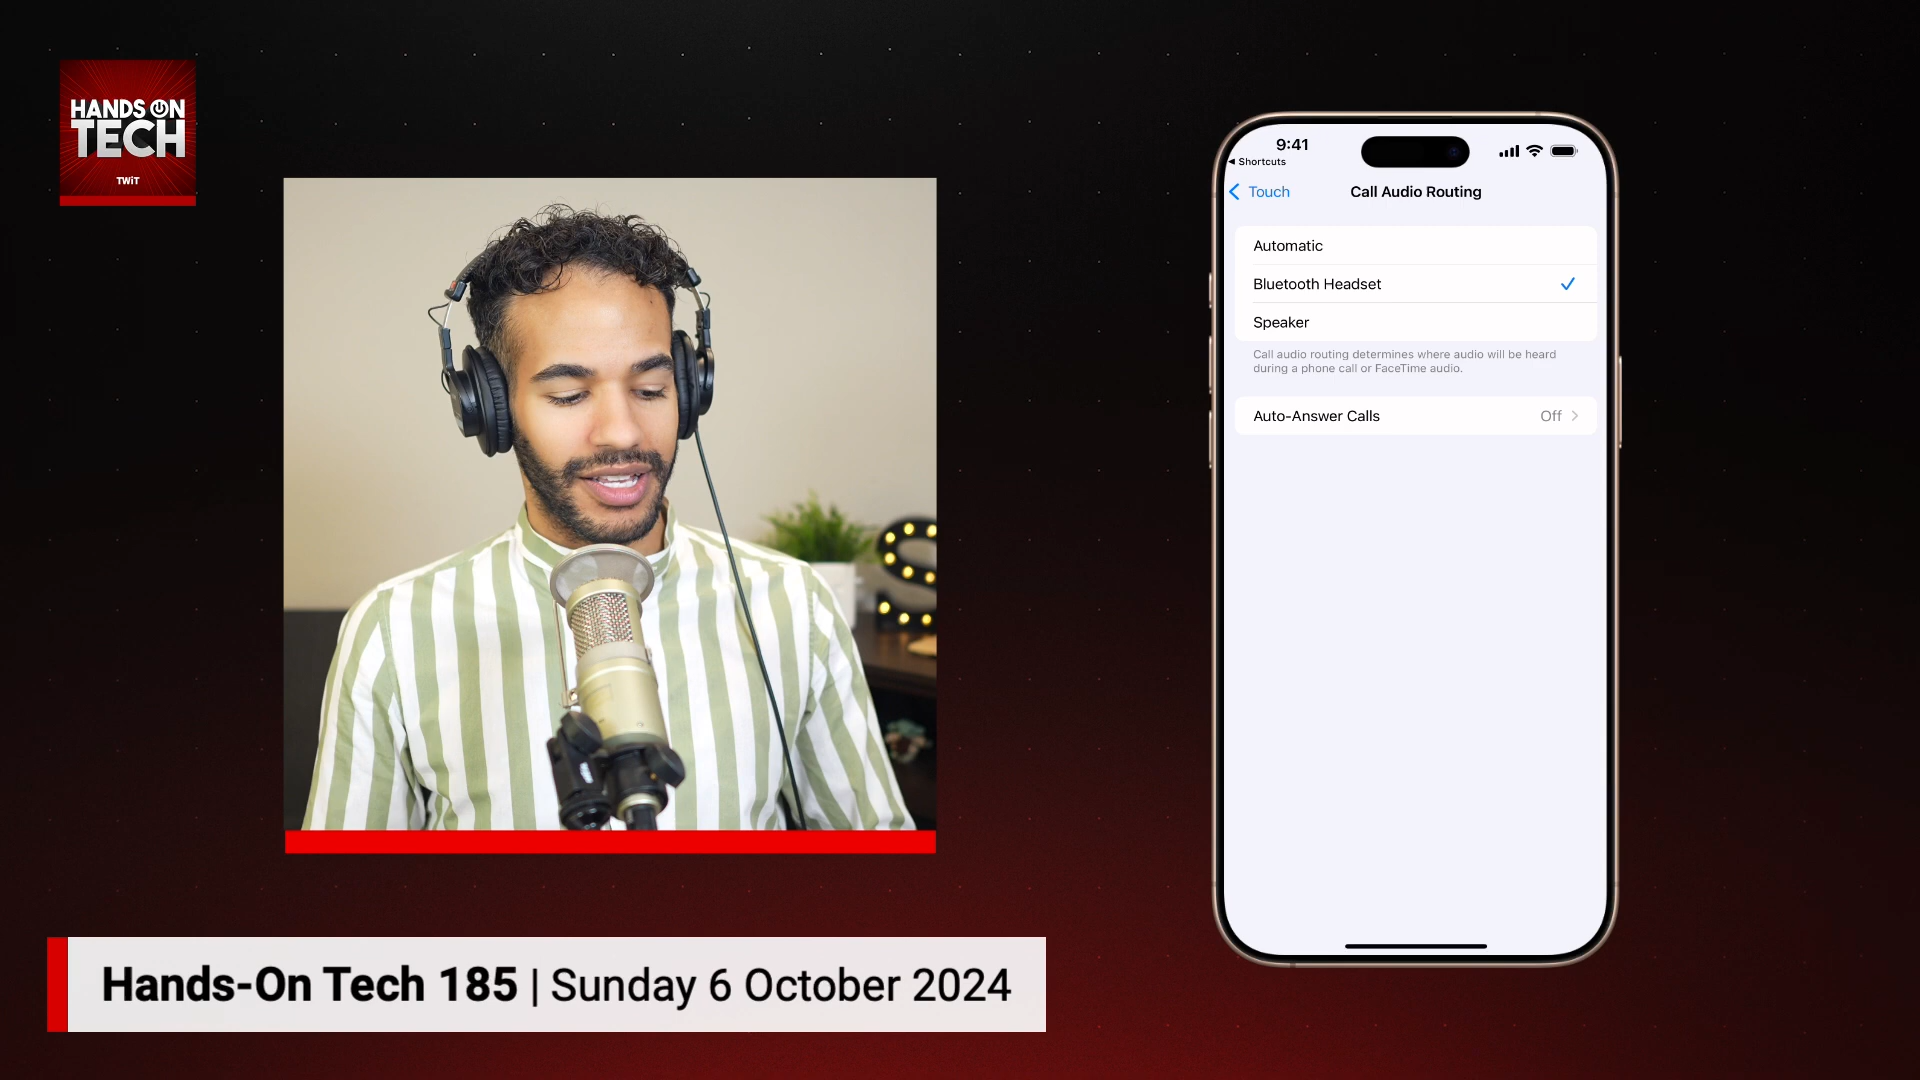 HANDS ON
TECH
TWiT
9:41
Shortcuts
Touch
Call Audio Routing
Automatic
Bluetooth Headset
Speaker
Call audio routing determines where audio will be heard
during a phone call or FaceTime audio.
Auto-Answer Calls Off
Hands-On Tech 185 | Sunday 6 October 2024